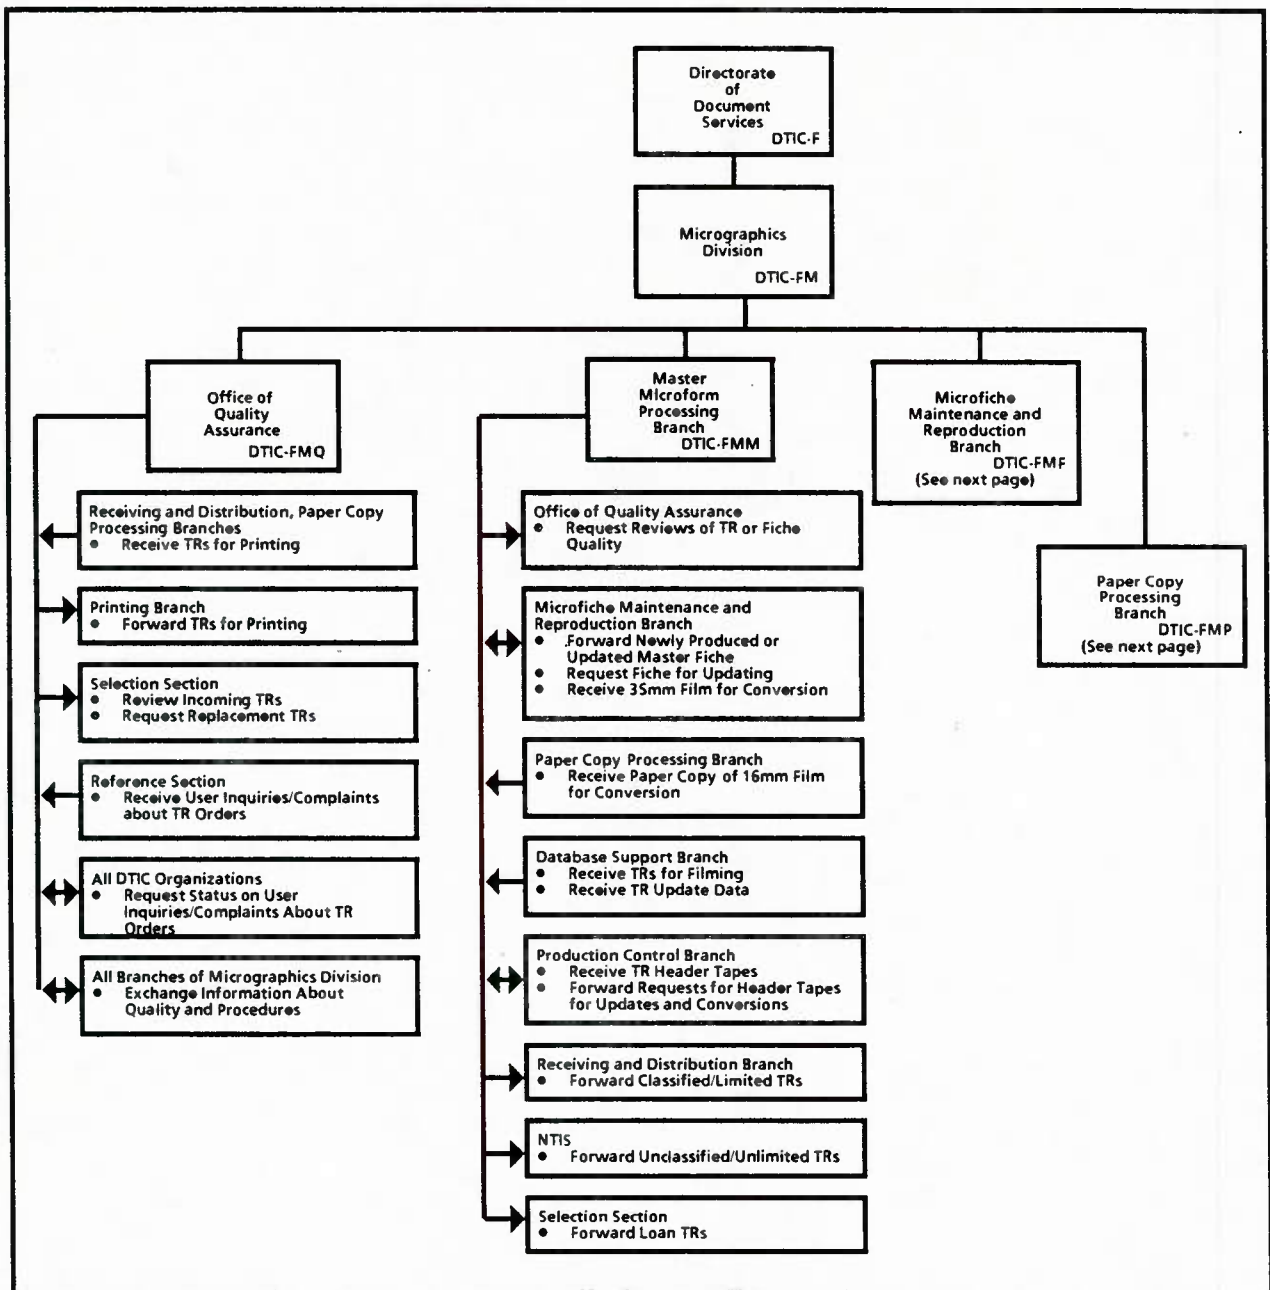 Directorate
of
Document
Services
DTIC-F
Micrographics
Division
DTIC-FM
Office of
Quality
Assurance
DTIC-FMQ
Master
Microform
Processing
Branch
DTIC-FMM
Microfiche
Maintenance and
Reproduction
Branch
DTIC-FMF
(See next page)
Paper Copy
Processing
Branch
DTIC-FMP
(See next page)
Receiving and Distribution, Paper Copy
Processing Branches
● Receive TRs for Printing
Printing Branch
● Forward TRs for Printing
Selection Section
● Review Incoming TRs
● Request Replacement TRs
Reference Section
● Receive User Inquiries/Complaints
about TR Orders
All DTIC Organizations
● Request Status on User
Inquiries/Complaints About TR
Orders
All Branches of Micrographics Division
● Exchange Information About
Quality and Procedures
Office of Quality Assurance
● Request Reviews of TR or Fiche
Quality
Microfiche Maintenance and
Reproduction Branch
● Forward Newly Produced or
Updated Master Fiche
● Request Fiche for Updating
● Receive 35mm Film for Conversion
Paper Copy Processing Branch
● Receive Paper Copy of 16mm Film
for Conversion
Database Support Branch
● Receive TRs for Filming
● Receive TR Update Data
Production Control Branch
● Receive TR Header Tapes
● Forward Requests for Header Tapes
for Updates and Conversions
Receiving and Distribution Branch
● Forward Classified/Limited TRs
NTIS
● Forward Unclassified/Unlimited TRs
Selection Section
● Forward Loan TRs